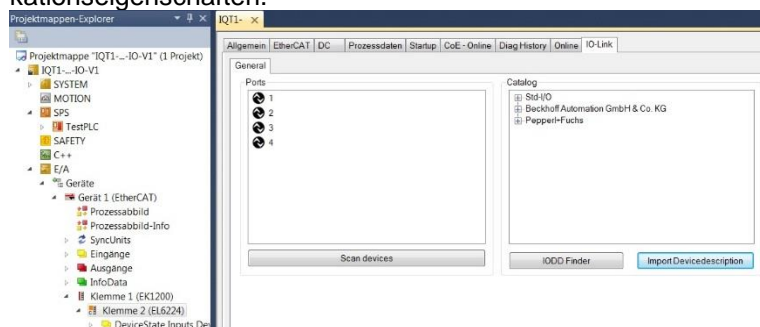 kationseigenschaften.
Projektmappen-Explorer
IQT1-
Projektmappe "IQT1-...-IO-V1" (1 Projekt)
IQT1-...-IO-V1
SYSTEM
MOTION
SPS
TestPLC
SAFETY
C++
E/A
Geräte
Gerät 1 (EtherCAT)
Prozessabbild
Prozessabbild-Info
SyncUnits
Eingänge
Ausgänge
InfoData
Klemme 1 (EK1200)
Klemme 2 (EL6224)
DeviceState Inputs De
Allgemein EtherCAT DC Prozessdaten Startup CoE - Online Diag History Online IO-Link
General
Ports
1
2
3
4
Scan devices
Catalog
Std-I/O
Beckhoff Automation GmbH & Co. KG
Pepperl+Fuchs
IODD Finder
Import Devicedescription